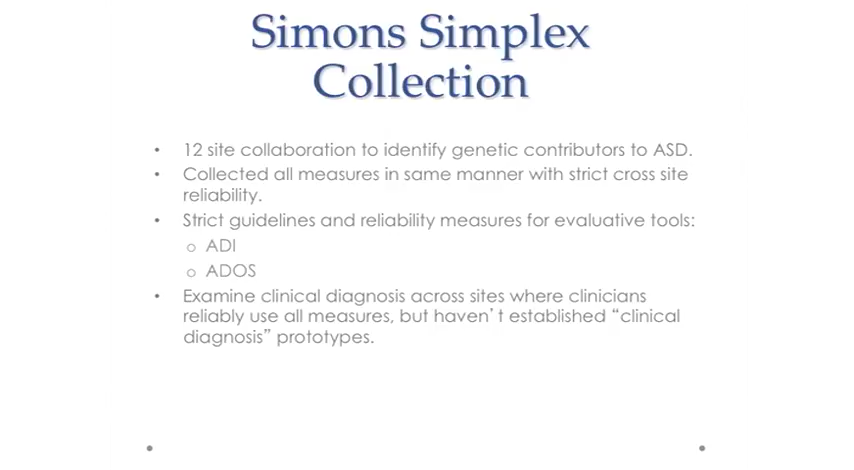 Simons Simplex
Collection
• 12 site collaboration to identify genetic contributors to ASD.
• Collected all measures in same manner with strict cross site
reliability.
• Strict guidelines and reliability measures for evaluative tools:
o ADI
o ADOS
• Examine clinical diagnosis across sites where clinicians
reliably use all measures, but haven’t established “clinical
diagnosis” prototypes.